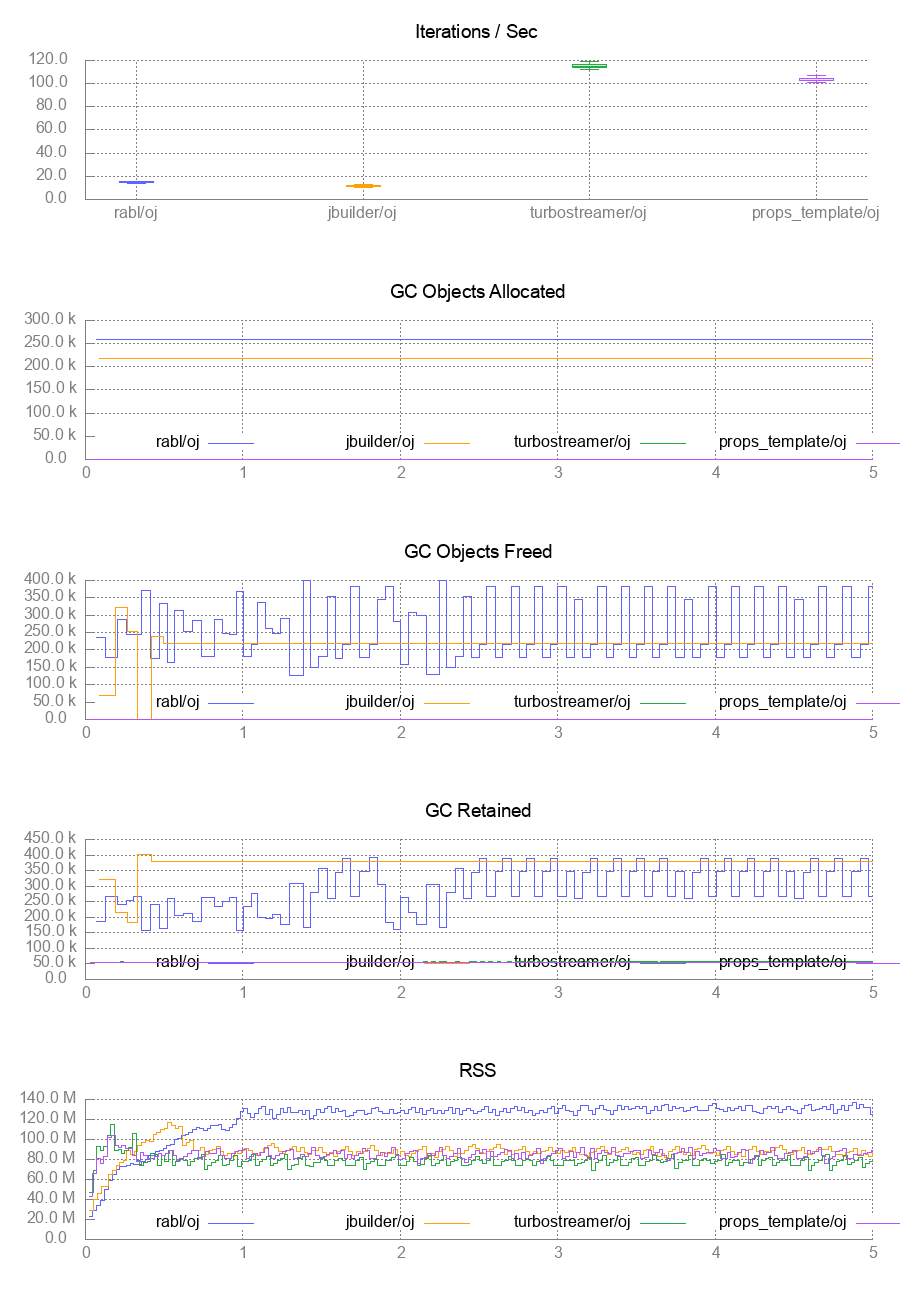 Iterations / Sec
120.0
100.0
80.0
60.0
40.0
20.0
0.0
rabl/oj jbuilder/oj turbostreamer/oj props_template/oj
GC Objects Allocated
300.0 k
250.0 k
200.0 k
150.0 k
100.0 k
50.0 k
rabl/oj jbuilder/oj turbostreamer/oj props_template/oj
0.0
0 1 2 3 4 5
GC Objects Freed
400.0 k
350.0 k
300.0 k
250.0 k
200.0 k
150.0 k
100.0 k
50.0 k
rabl/oj jbuilder/oj turbostreamer/oj props_template/oj
0.0
0 1 2 3 4 5
GC Retained
450.0 k
400.0 k
350.0 k
300.0 k
250.0 k
200.0 k
150.0 k
100.0 k
50.0 k
rabl/oj jbuilder/oj turbostreamer/oj props_template/oj
0.0
0 1 2 3 4 5
RSS
140.0 M
120.0 M
100.0 M
80.0 M
60.0 M
40.0 M
20.0 M
rabl/oj jbuilder/oj turbostreamer/oj props_template/oj
0.0
0 1 2 3 4 5